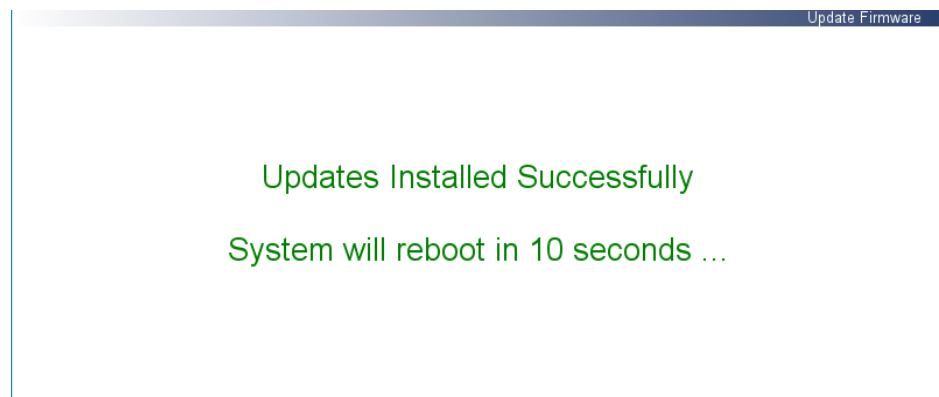 Update Firmware
Updates Installed Successfully
System will reboot in 10 seconds ...